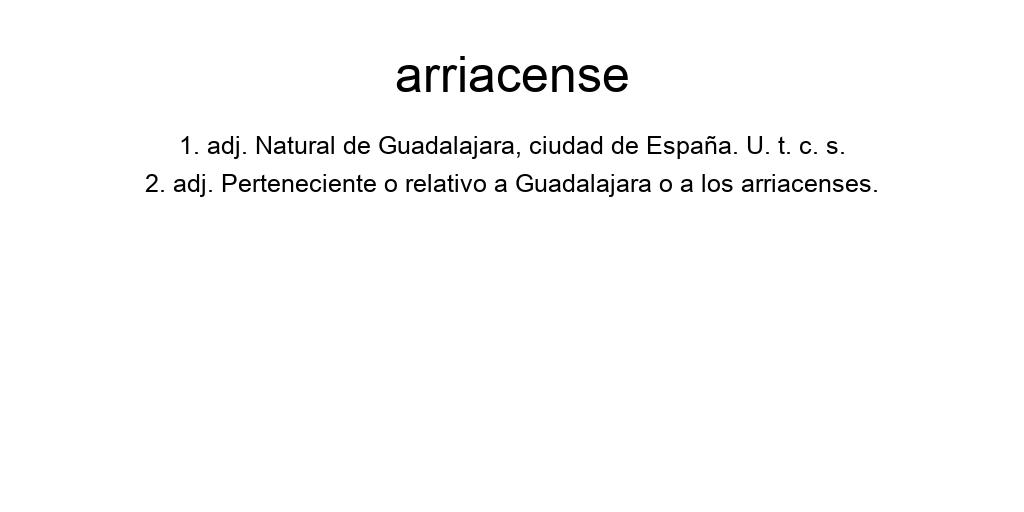 arriacense
1. adj. Natural de Guadalajara, ciudad de España. U. t. c. s.
2. adj. Perteneciente o relativo a Guadalajara o a los arriacenses.